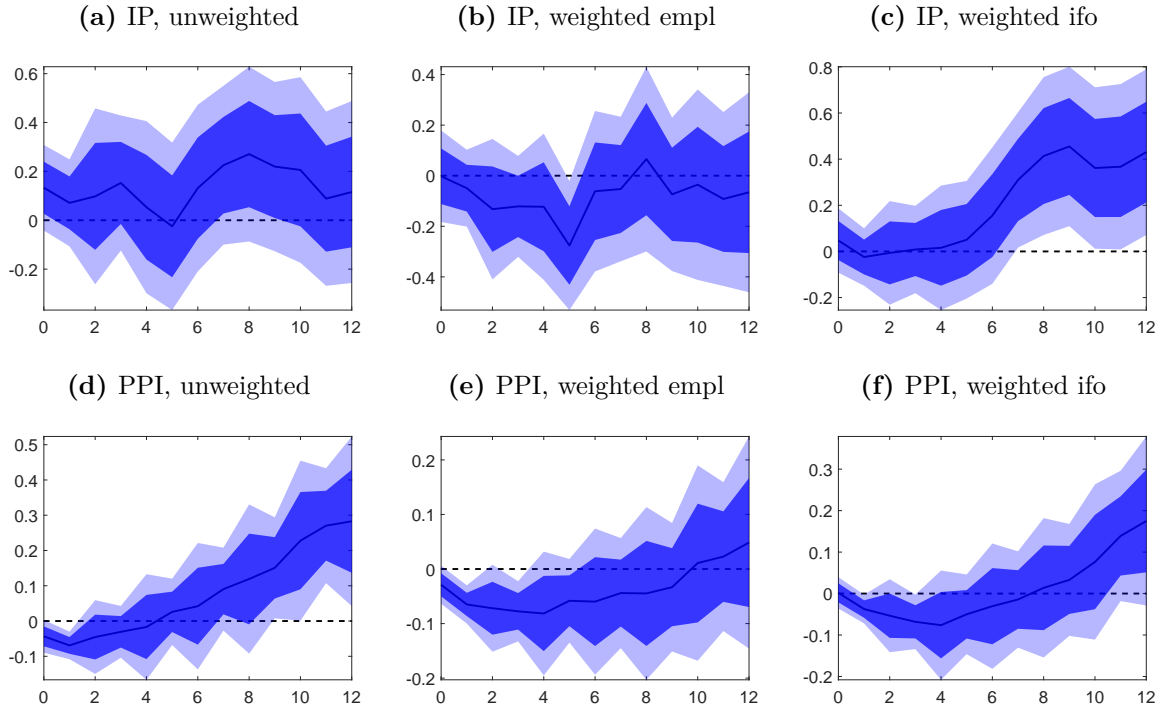 (a) IP, unweighted
(b) IP, weighted empl
(c) IP, weighted ifo
0.6
0.4
0.2
0
-0.2
0 2 4 6 8 10 12
0.4
0.2
0
-0.2
-0.4
0 2 4 6 8 10 12
0.8
0.6
0.4
0.2
0
-0.2
0 2 4 6 8 10 12
(d) PPI, unweighted
(e) PPI, weighted empl
(f) PPI, weighted ifo
0.5
0.4
0.3
0.2
0.1
0
-0.1
0 2 4 6 8 10 12
0.2
0.1
0
-0.1
-0.2
0 2 4 6 8 10 12
0.3
0.2
0.1
0
-0.1
-0.2
0 2 4 6 8 10 12